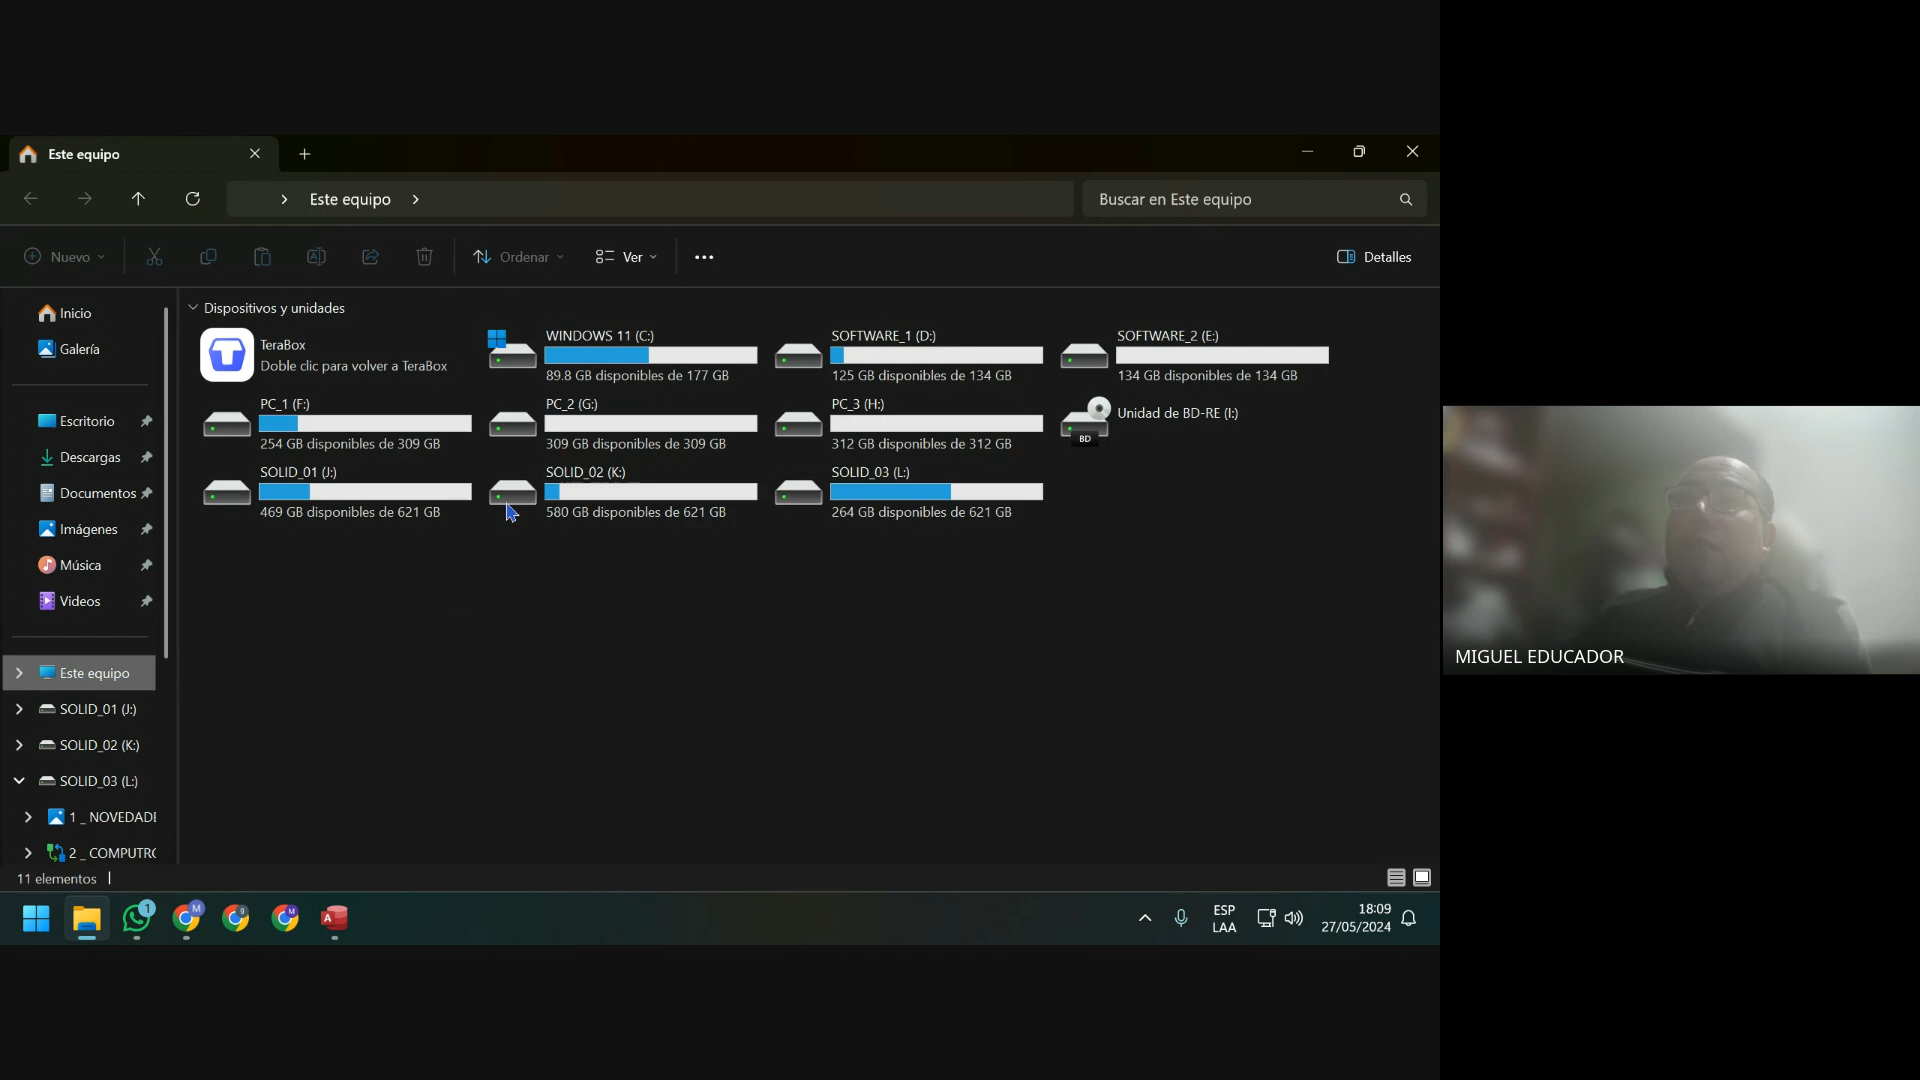 Este equipo
Este equipo
Buscar en Este equipo
Nuevo
Ordenar
Ver
Detalles
Inicio
Galería
Escritorio
Descargas
Documentos
Imágenes
Música
Videos
Este equipo
SOLID_01 (J:)
SOLID_02 (K:)
SOLID_03 (L:)
1 _ NOVEDADE
2 _ COMPUTRO
Dispositivos y unidades
TeraBox
Doble clic para volver a TeraBox
WINDOWS 11 (C:)
89.8 GB disponibles de 177 GB
SOFTWARE_1 (D:)
125 GB disponibles de 134 GB
SOFTWARE_2 (E:)
134 GB disponibles de 134 GB
PC_1 (F:)
254 GB disponibles de 309 GB
PC_2 (G:)
309 GB disponibles de 309 GB
PC_3 (H:)
312 GB disponibles de 312 GB
BD
Unidad de BD-RE (I:)
SOLID_01 (J:)
469 GB disponibles de 621 GB
SOLID_02 (K:)
580 GB disponibles de 621 GB
SOLID_03 (L:)
264 GB disponibles de 621 GB
11 elementos
1
M
g
M
A
ESP
LAA
18:09
27/05/2024
MIGUEL EDUCADOR